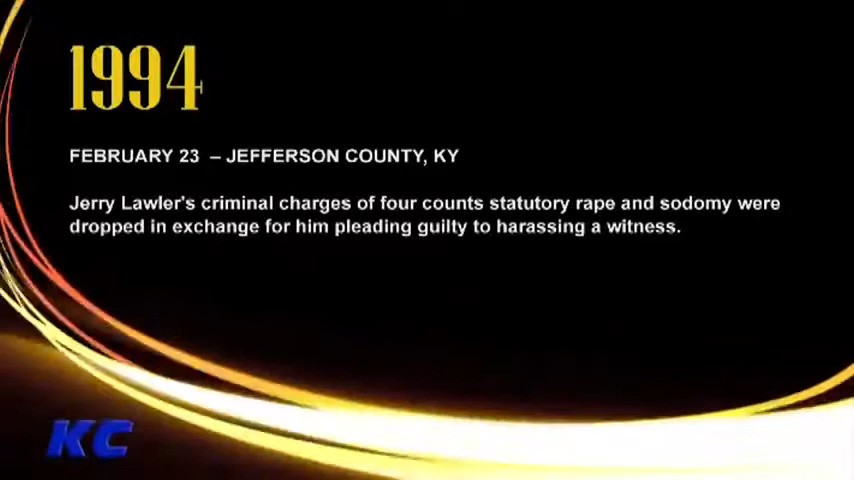 1994
FEBRUARY 23 – JEFFERSON COUNTY, KY
Jerry Lawler's criminal charges of four counts statutory rape and sodomy were
dropped in exchange for him pleading guilty to harassing a witness.
KC